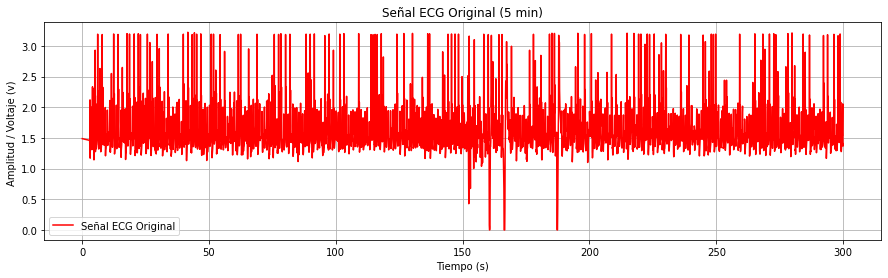 Señal ECG Original (5 min)
Amplitud / Voltaje (v)
3.0
2.5
2.0
1.5
1.0
0.5
0.0
Señal ECG Original
0 50 100 150 200 250 300
Tiempo (s)